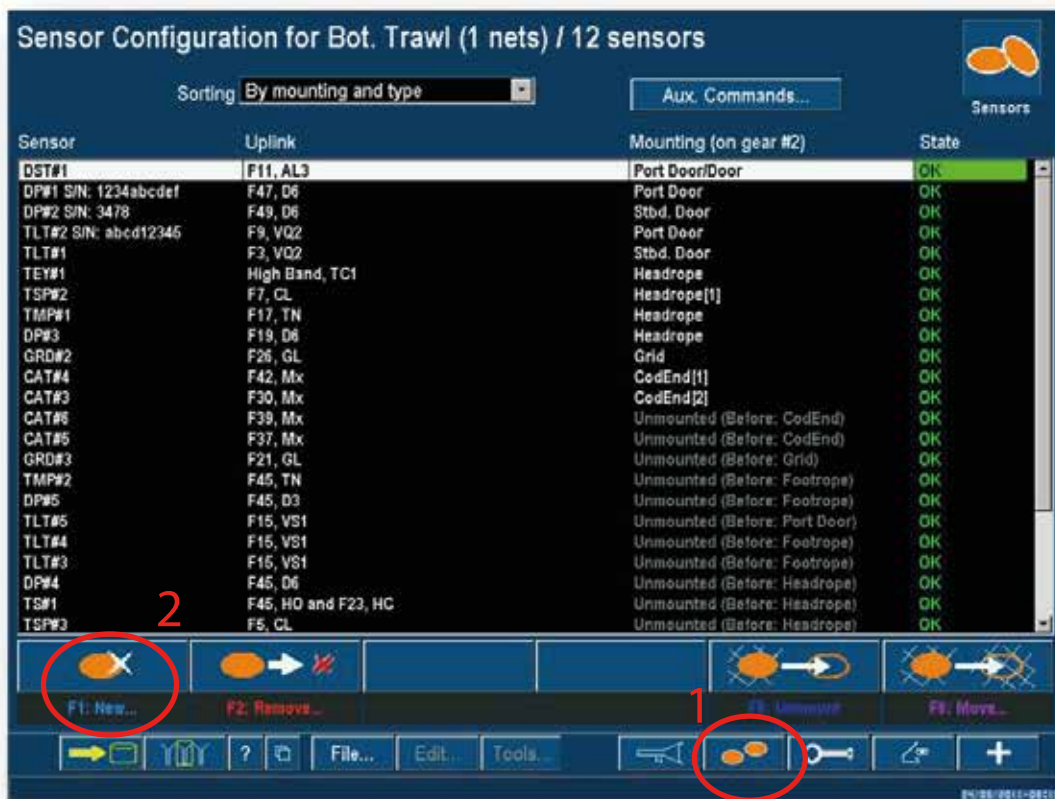 Sensor Configuration for Bot. Trawl (1 nets) / 12 sensors
Sorting By mounting and type Aux. Commands...
Sensors
Sensor Uplink Mounting (on gear #2) State
DST#1 F11, AL3 Port Door/Door OK
DP#1 S/N: 1234abcdef F47, D6 Port Door OK
DP#2 S/N: 3478 F49, D6 Stbd. Door OK
TLT#2 S/N: abcd12345 F9, VQ2 Port Door OK
TLT#1 F3, VQ2 Stbd. Door OK
TEY#1 High Band, TC1 Headrope OK
TSP#2 F7, CL Headrope[1] OK
TMP#1 F17, TN Headrope OK
DP#3 F19, D6 Headrope OK
GRD#2 F26, GL Grid OK
CAT#4 F42, Mx CodEnd[1] OK
CAT#3 F30, Mx CodEnd[2] OK
CAT#6 F39, Mx Unmounted (Before: CodEnd) OK
CAT#5 F37, Mx Unmounted (Before: CodEnd) OK
GRD#3 F21, GL Unmounted (Before: Grid) OK
TMP#2 F45, TN Unmounted (Before: Footrope) OK
DP#5 F45, D3 Unmounted (Before: Footrope) OK
TLT#5 F15, VS1 Unmounted (Before: Port Door) OK
TLT#4 F15, VS1 Unmounted (Before: Footrope) OK
TLT#3 F15, VS1 Unmounted (Before: Footrope) OK
DP#4 F45, D6 Unmounted (Before: Headrope) OK
TS#1 F45, HO and F23, HC Unmounted (Before: Headrope) OK
TSP#3 F5, CL Unmounted (Before: Headrope) OK
2
F1: New... F2: Remove... Unmount Move...
1
? File... Edit... Tools...